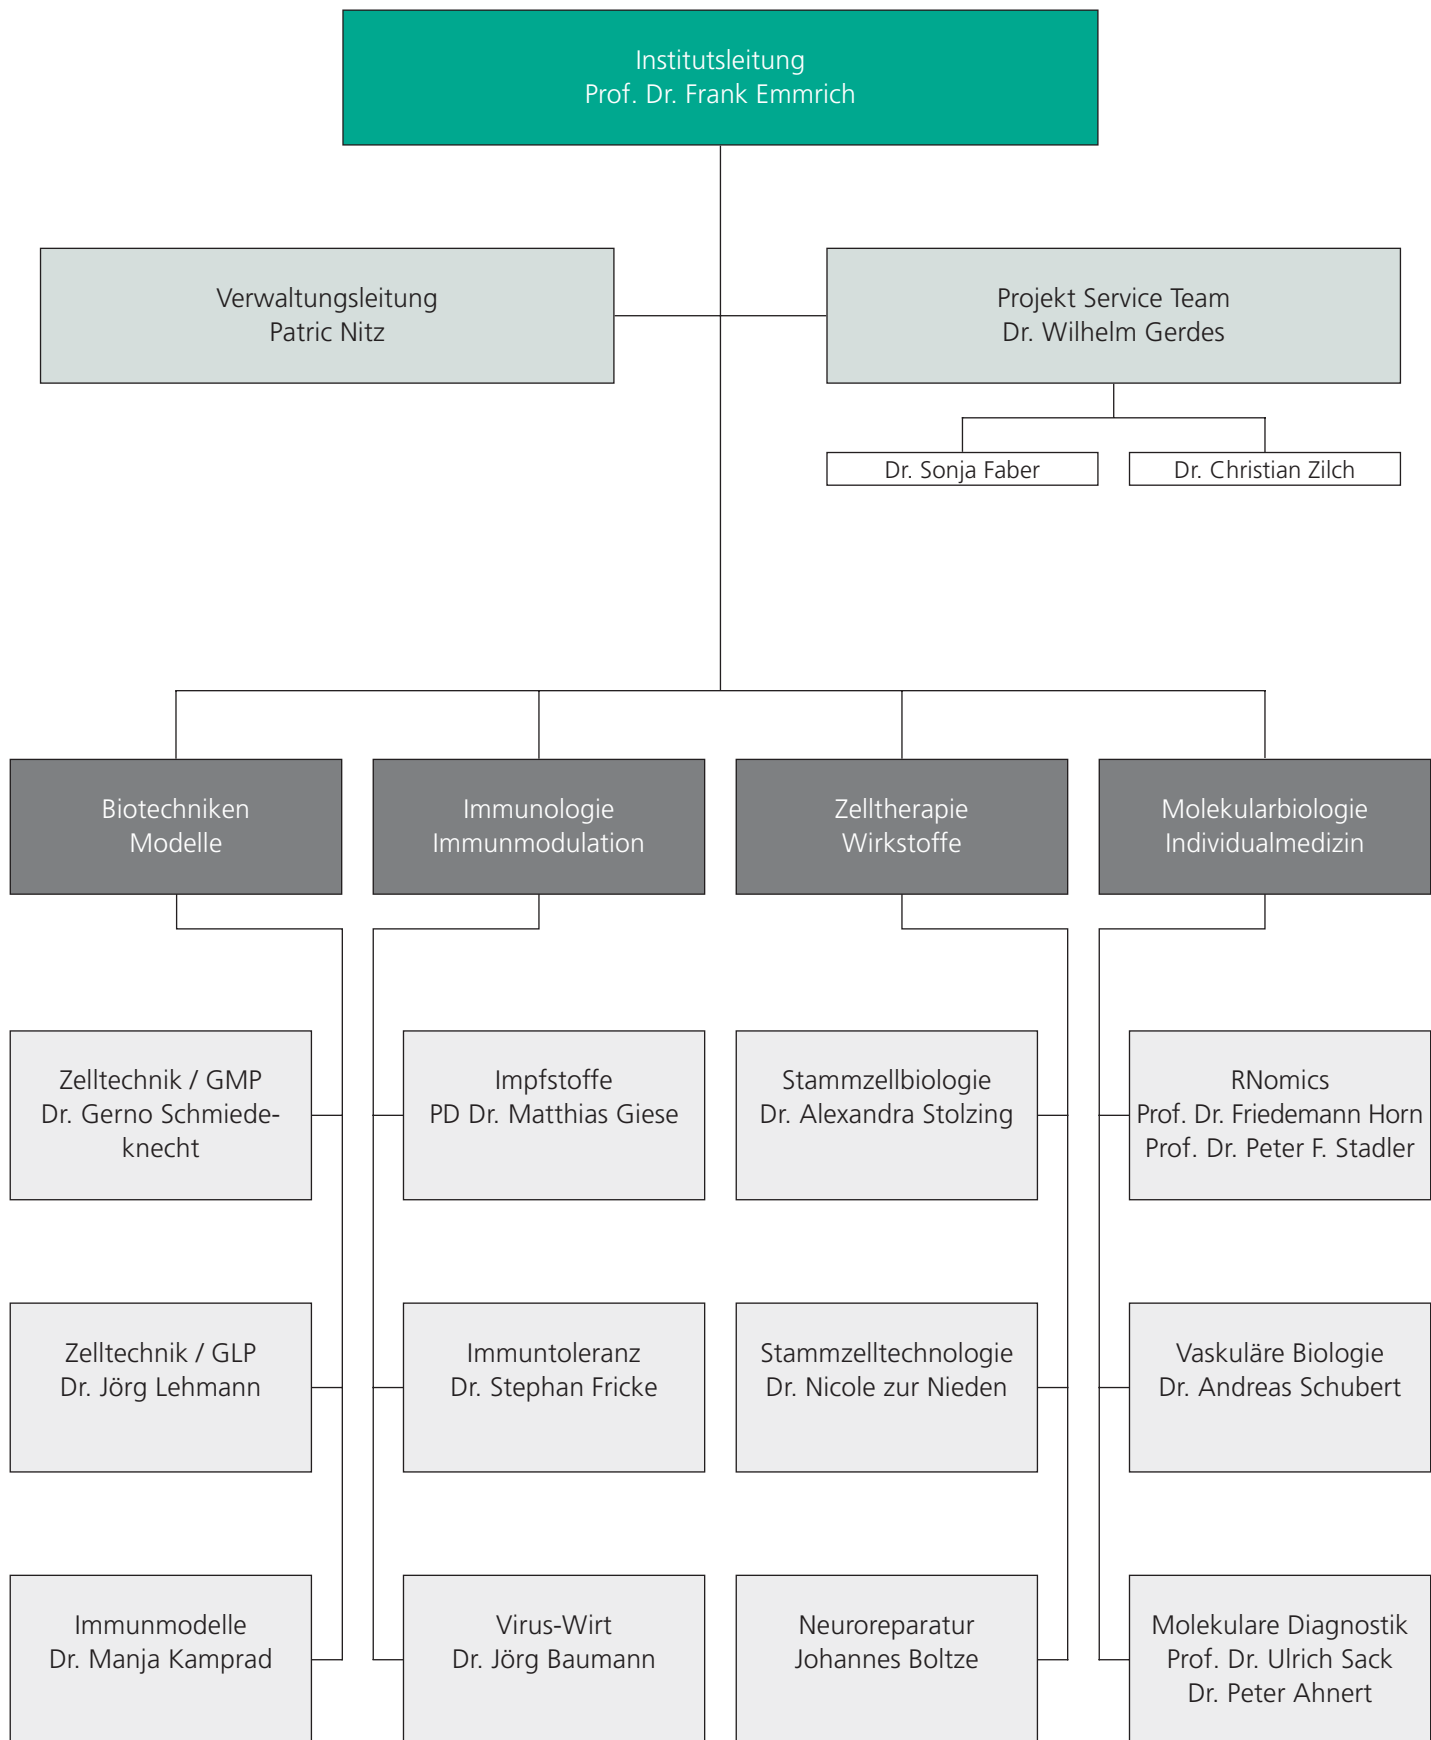 Institutsleitung
Prof. Dr. Frank Emmrich
Verwaltungsleitung
Patric Nitz
Projekt Service Team
Dr. Wilhelm Gerdes
Dr. Sonja Faber
Dr. Christian Zilch
Biotechniken
Modelle
Immunologie
Immunmodulation
Zelltherapie
Wirkstoffe
Molekularbiologie
Individualmedizin
Zelltechnik / GMP
Dr. Gerno Schmiede-
knecht
Impfstoffe
PD Dr. Matthias Giese
Stammzellbiologie
Dr. Alexandra Stolzing
RNomics
Prof. Dr. Friedemann Horn
Prof. Dr. Peter F. Stadler
Zelltechnik / GLP
Dr. Jörg Lehmann
Immuntoleranz
Dr. Stephan Fricke
Stammzelltechnologie
Dr. Nicole zur Nieden
Vaskuläre Biologie
Dr. Andreas Schubert
Immunmodelle
Dr. Manja Kamprad
Virus-Wirt
Dr. Jörg Baumann
Neuroreparatur
Johannes Boltze
Molekulare Diagnostik
Prof. Dr. Ulrich Sack
Dr. Peter Ahnert